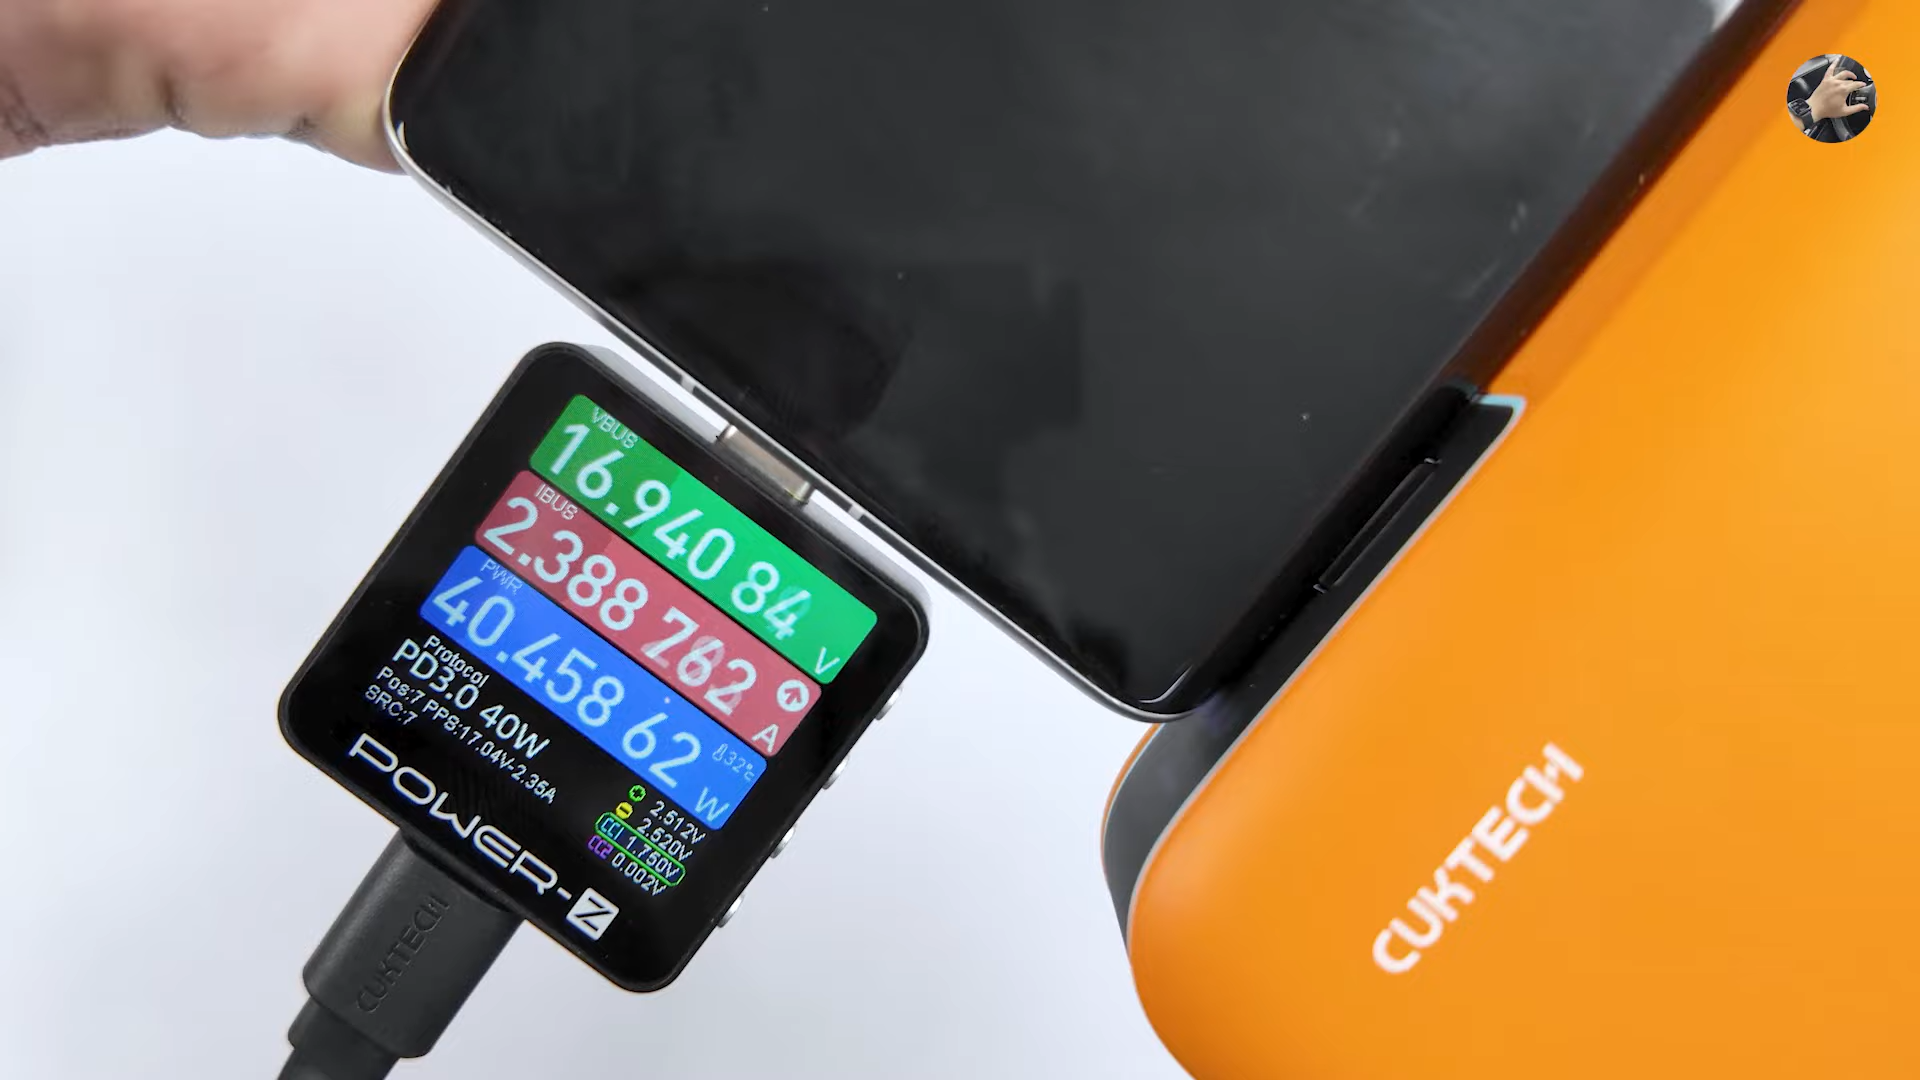 VBUS
16.940 84 V
IBUS
2.388 762 A
PWR
40.458 62 W
32℃
Protocol
PD3.0 40W
Pos:7 PPS:17.04V-2.35A
SRC:7
2.512V
2.520V
CC1 1.750V
CC2 0.002V
POWER-Z
CUKTECH
CUKTECH